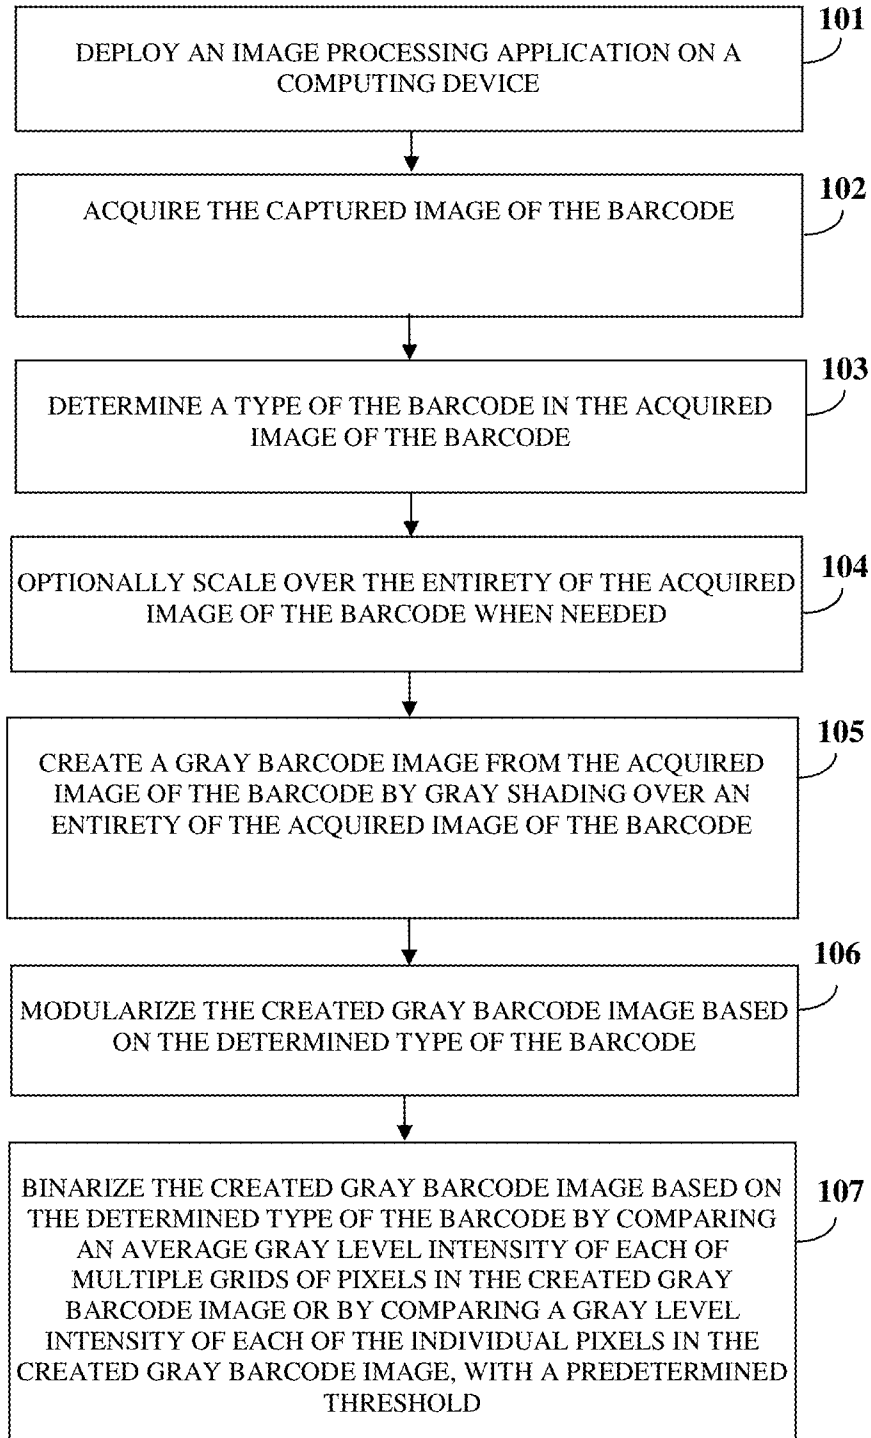 101
DEPLOY AN IMAGE PROCESSING APPLICATION ON A
COMPUTING DEVICE
102
ACQUIRE THE CAPTURED IMAGE OF THE BARCODE
103
DETERMINE A TYPE OF THE BARCODE IN THE ACQUIRED
IMAGE OF THE BARCODE
104
OPTIONALLY SCALE OVER THE ENTIRETY OF THE ACQUIRED
IMAGE OF THE BARCODE WHEN NEEDED
105
CREATE A GRAY BARCODE IMAGE FROM THE ACQUIRED
IMAGE OF THE BARCODE BY GRAY SHADING OVER AN
ENTIRETY OF THE ACQUIRED IMAGE OF THE BARCODE
106
MODULARIZE THE CREATED GRAY BARCODE IMAGE BASED
ON THE DETERMINED TYPE OF THE BARCODE
107
BINARIZE THE CREATED GRAY BARCODE IMAGE BASED ON
THE DETERMINED TYPE OF THE BARCODE BY COMPARING
AN AVERAGE GRAY LEVEL INTENSITY OF EACH OF
MULTIPLE GRIDS OF PIXELS IN THE CREATED GRAY
BARCODE IMAGE OR BY COMPARING A GRAY LEVEL
INTENSITY OF EACH OF THE INDIVIDUAL PIXELS IN THE
CREATED GRAY BARCODE IMAGE, WITH A PREDETERMINED
THRESHOLD